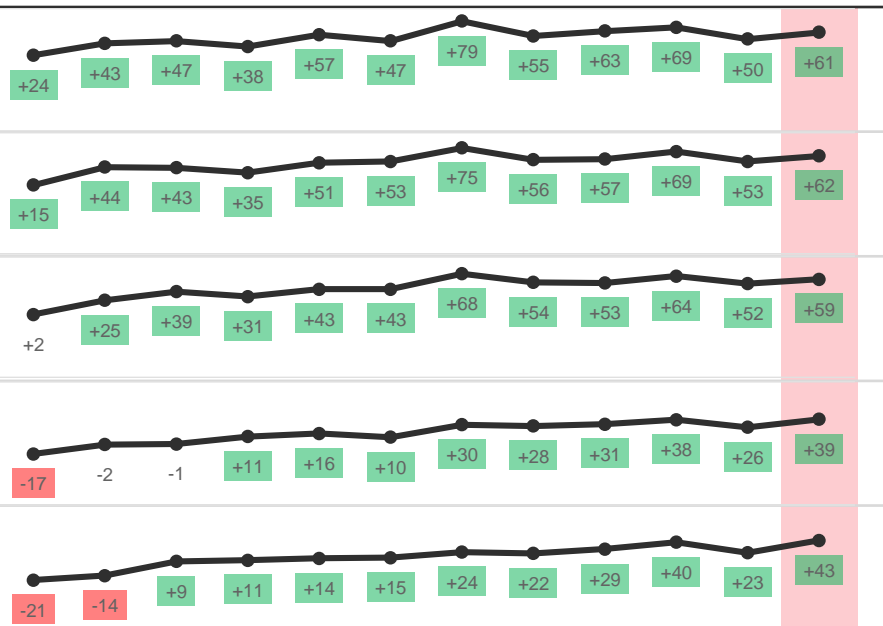 +24 +43 +47 +38 +57 +47 +79 +55 +63 +69 +50 +61
+15 +44 +43 +35 +51 +53 +75 +56 +57 +69 +53 +62
+2 +25 +39 +31 +43 +43 +68 +54 +53 +64 +52 +59
-17 -2 -1 +11 +16 +10 +30 +28 +31 +38 +26 +39
-21 -14 +9 +11 +14 +15 +24 +22 +29 +40 +23 +43